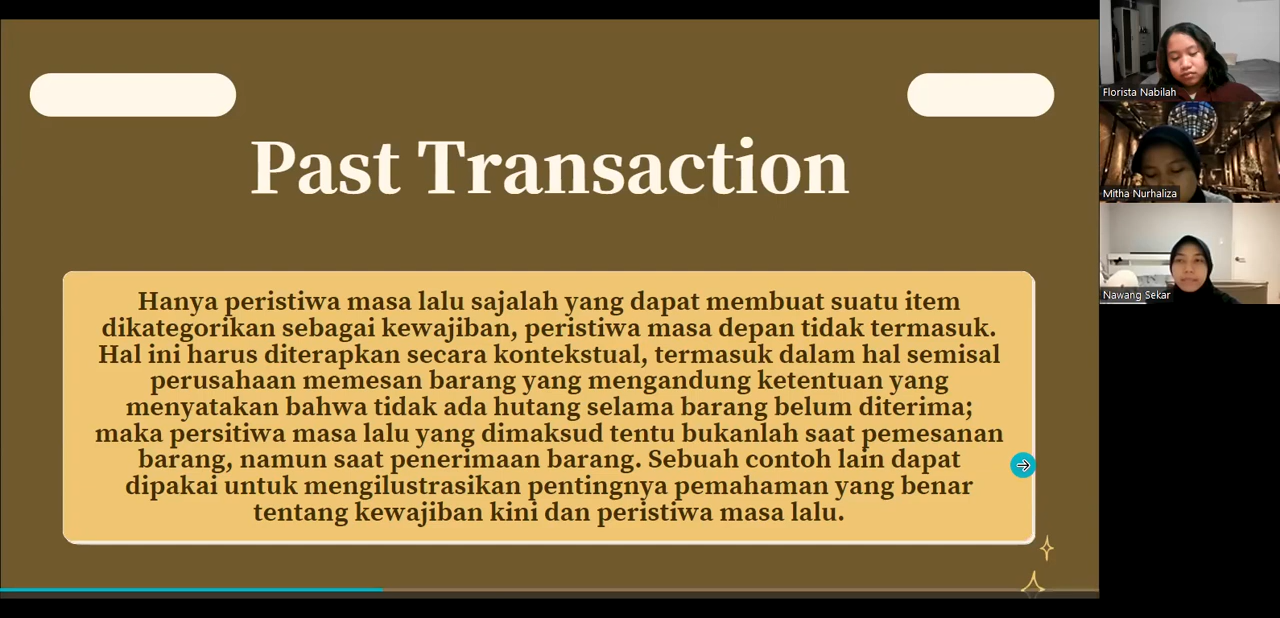 Past Transaction
Hanya peristiwa masa lalu sajalah yang dapat membuat suatu item
dikategorikan sebagai kewajiban, peristiwa masa depan tidak termasuk.
Hal ini harus diterapkan secara kontekstual, termasuk dalam hal semisal
perusahaan memesan barang yang mengandung ketentuan yang
menyatakan bahwa tidak ada hutang selama barang belum diterima;
maka persitiwa masa lalu yang dimaksud tentu bukanlah saat pemesanan
barang, namun saat penerimaan barang. Sebuah contoh lain dapat
dipakai untuk mengilustrasikan pentingnya pemahaman yang benar
tentang kewajiban kini dan peristiwa masa lalu.
Florista Nabilah
Mitha Nurhaliza
Nawang Sekar